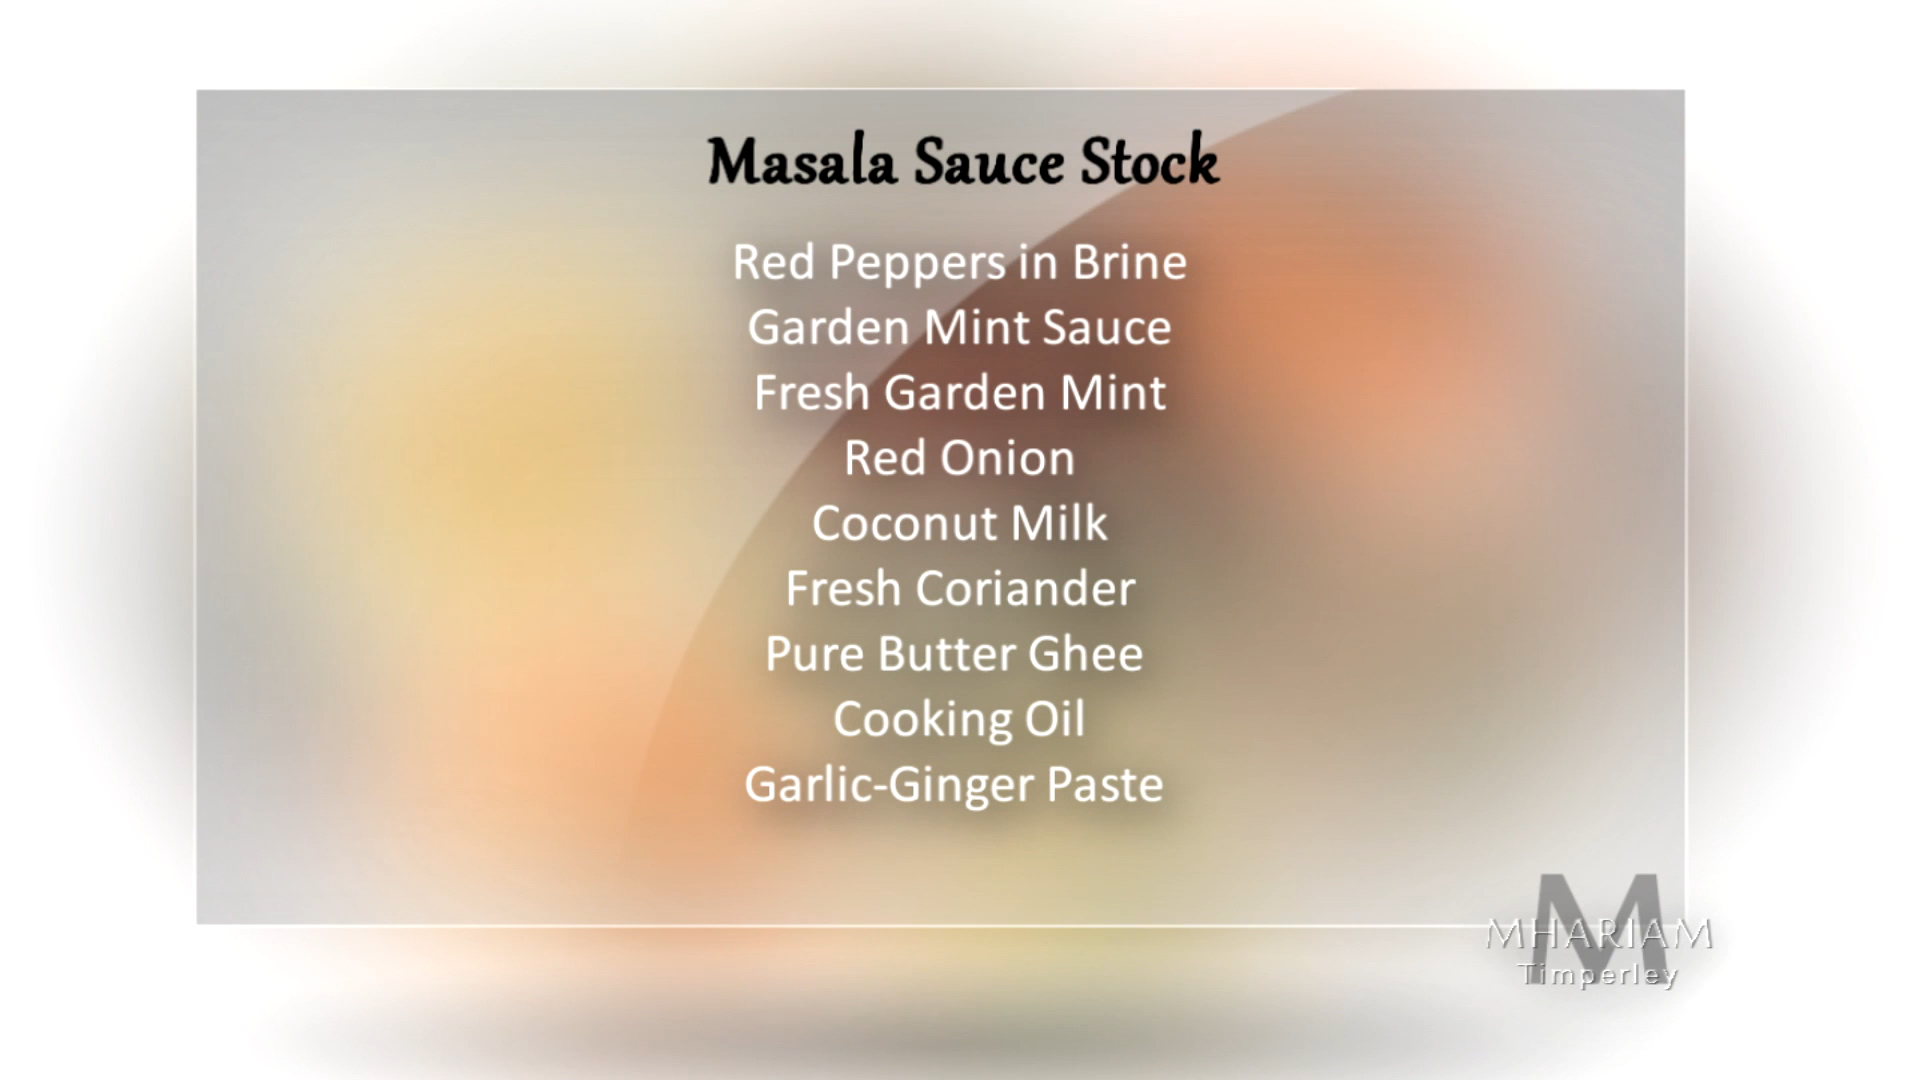 Masala Sauce Stock
Red Peppers in Brine
Garden Mint Sauce
Fresh Garden Mint
Red Onion
Coconut Milk
Fresh Coriander
Pure Butter Ghee
Cooking Oil
Garlic-Ginger Paste
M
MHARIAM
Timperley